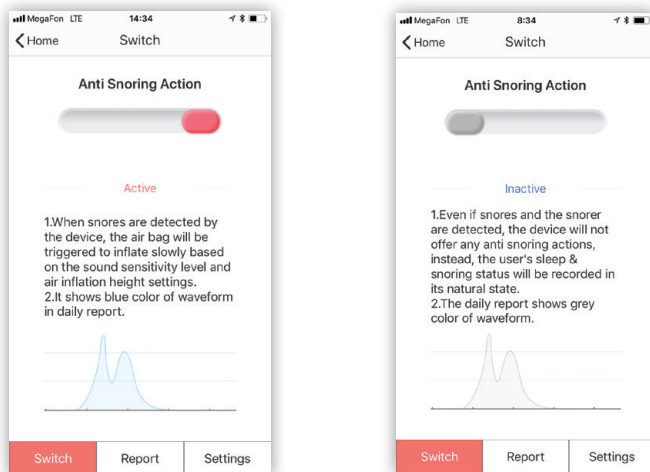 MegaFon LTE 14:34
Home Switch
Anti Snoring Action
Active
1.When snores are detected by
the device, the air bag will be
triggered to inflate slowly based
on the sound sensitivity level and
air inflation height settings.
2.It shows blue color of waveform
in daily report.
Switch Report Settings
MegaFon LTE 8:34
Home Switch
Anti Snoring Action
Inactive
1.Even if snores and the snorer
are detected, the device will not
offer any anti snoring actions,
instead, the user's sleep &
snoring status will be recorded in
its natural state.
2.The daily report shows grey
color of waveform.
Switch Report Settings